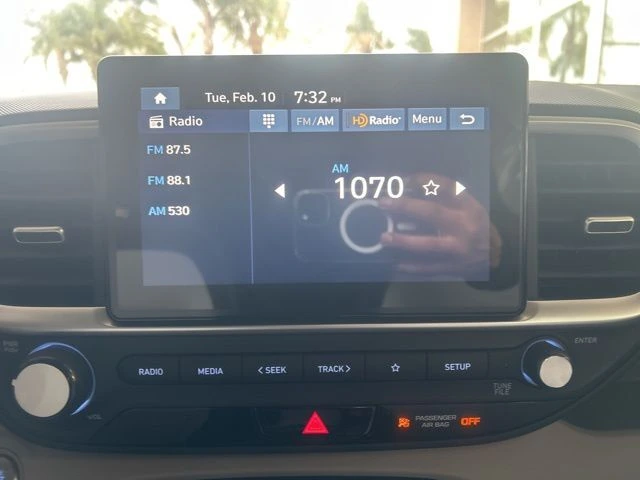 Tue, Feb. 10 7:32 PM
Radio FM/AM HD Radio Menu
FM 87.5
FM 88.1
AM 530
AM
1070
PWR
VOL
RADIO MEDIA < SEEK TRACK > SETUP
ENTER
TUNE
FILE
PASSENGER
AIR BAG OFF